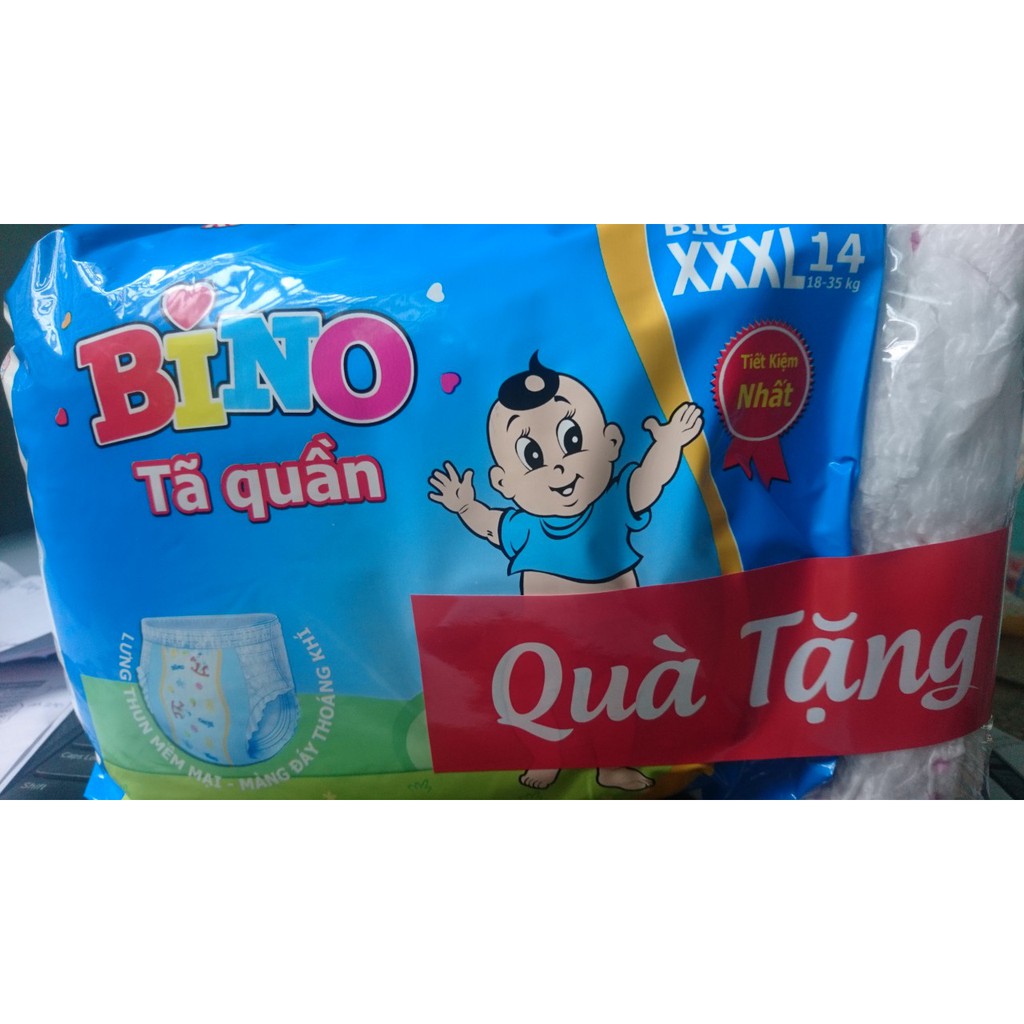 BIG
XXXL 14
18-35 kg
BINO
Tã quần
Tiết Kiệm
Nhất
Quà Tặng
LƯNG THUN MỀM MẠI - MÀNG ĐÁY THOÁNG KHÍ